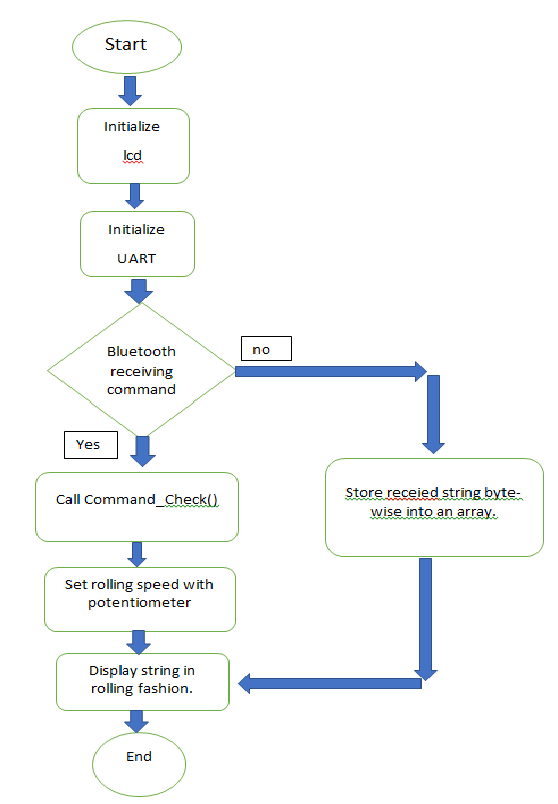 Start
Initialize
lcd
Initialize
UART
Bluetooth
receiving
command
no
Yes
Call Command_Check()
Store receied string byte-
wise into an array.
Set rolling speed with
potentiometer
Display string in
rolling fashion.
End